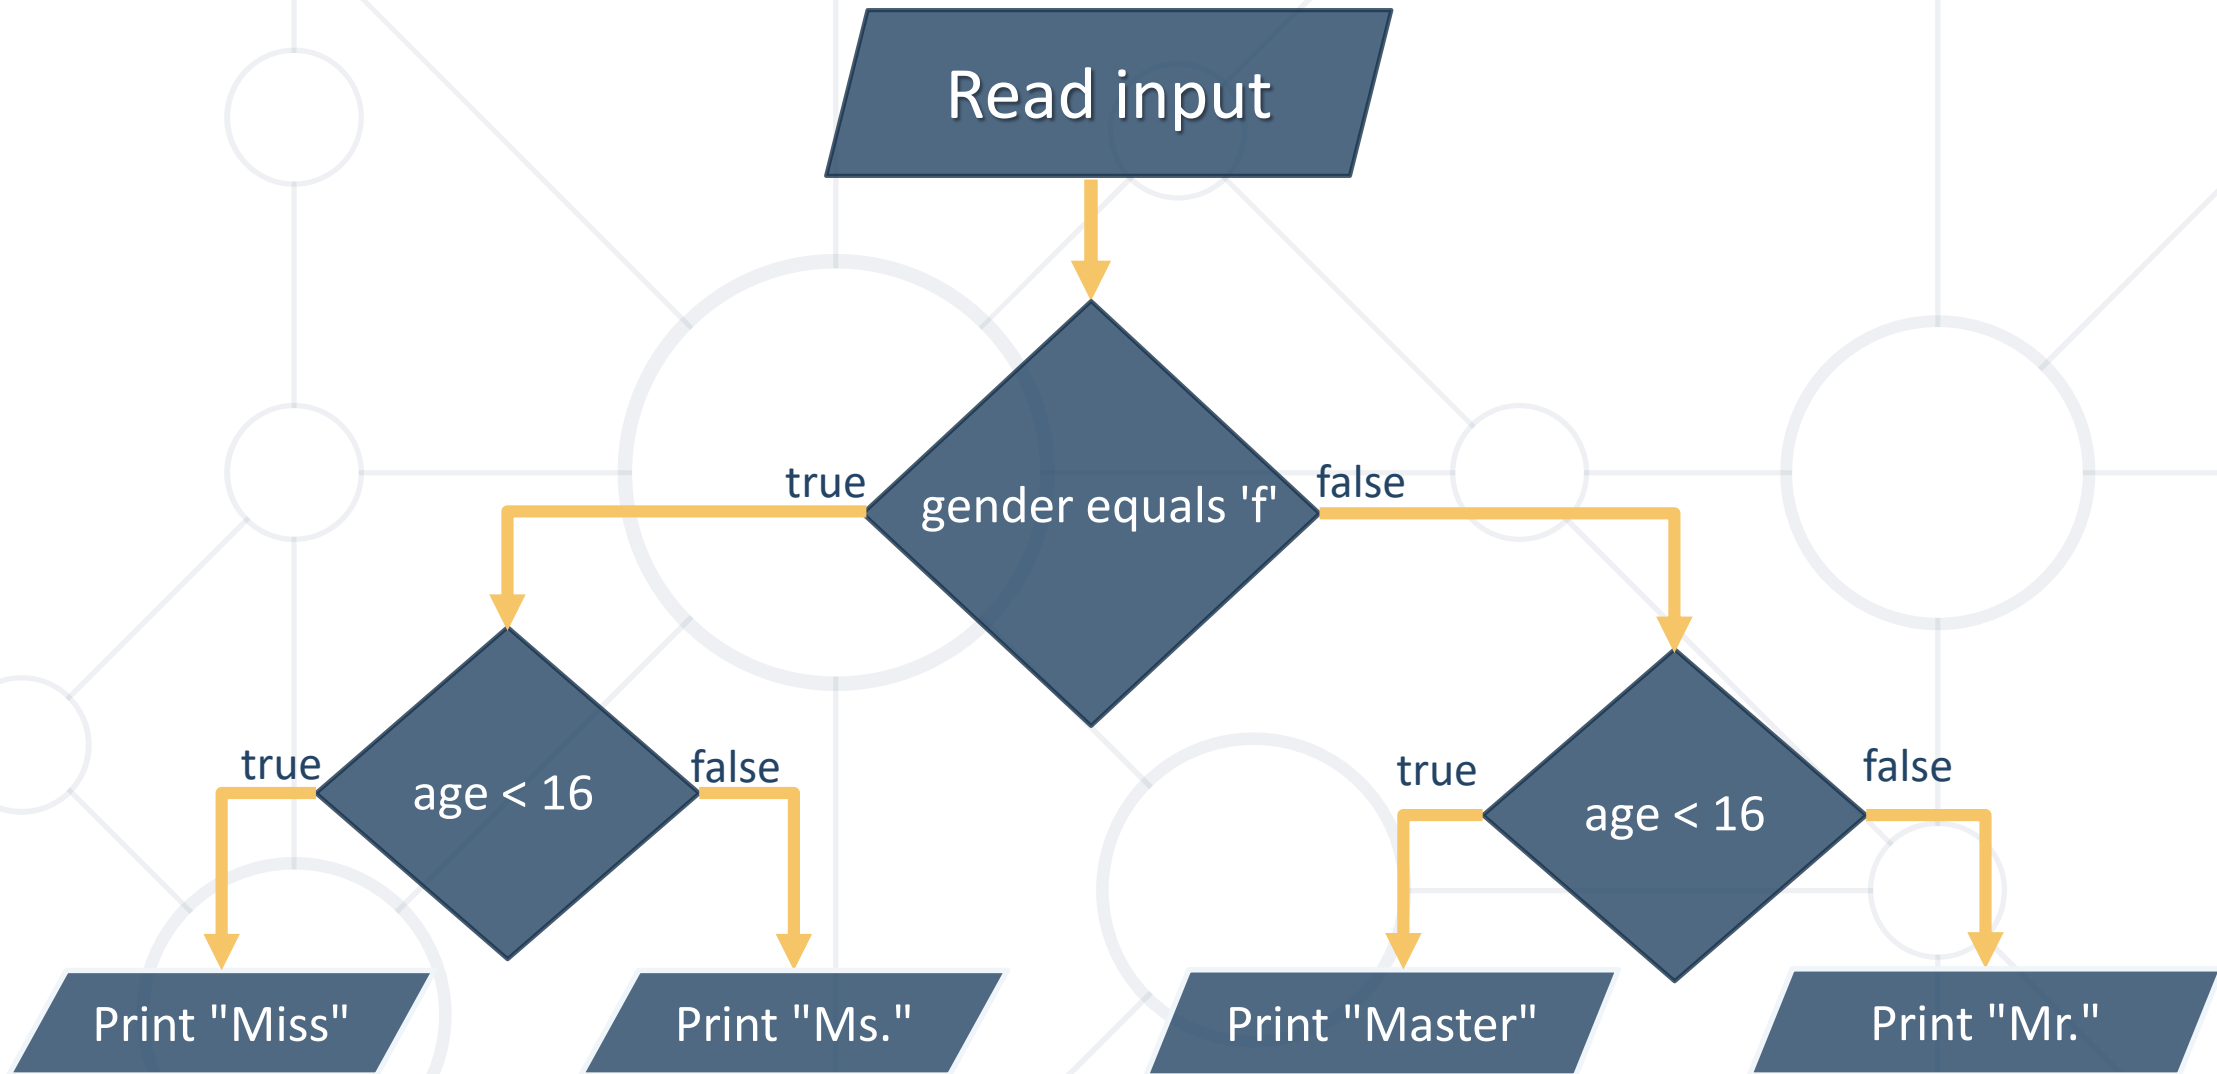 Read input
true
gender equals 'f'
false
true
age < 16
false
true
age < 16
false
Print "Miss"
Print "Ms."
Print "Master"
Print "Mr."